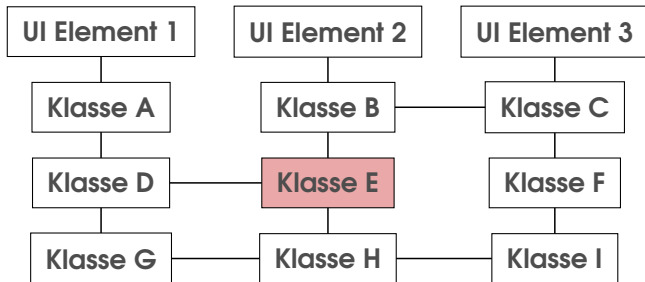 UI Element 1
UI Element 2
UI Element 3
Klasse A
Klasse B
Klasse C
Klasse D
Klasse E
Klasse F
Klasse G
Klasse H
Klasse I